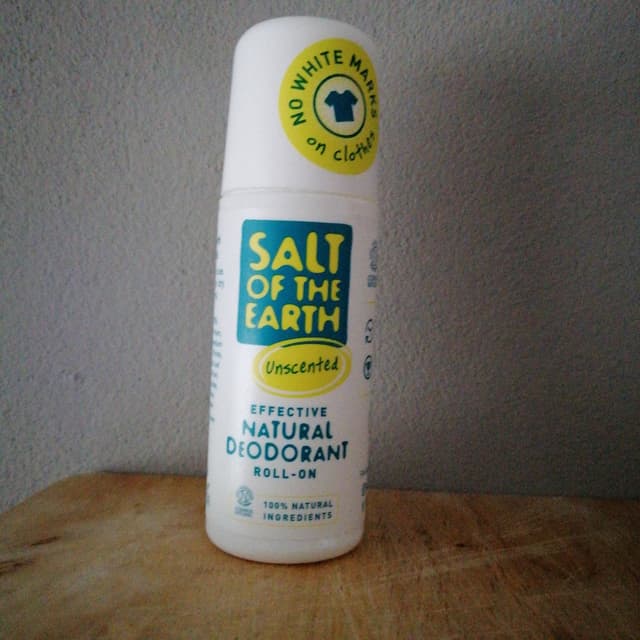 NO WHITE MARKS
on clothes
SALT
OF THE
EARTH
Unscented
EFFECTIVE
NATURAL
DEODORANT
ROLL-ON
100% NATURAL
INGREDIENTS